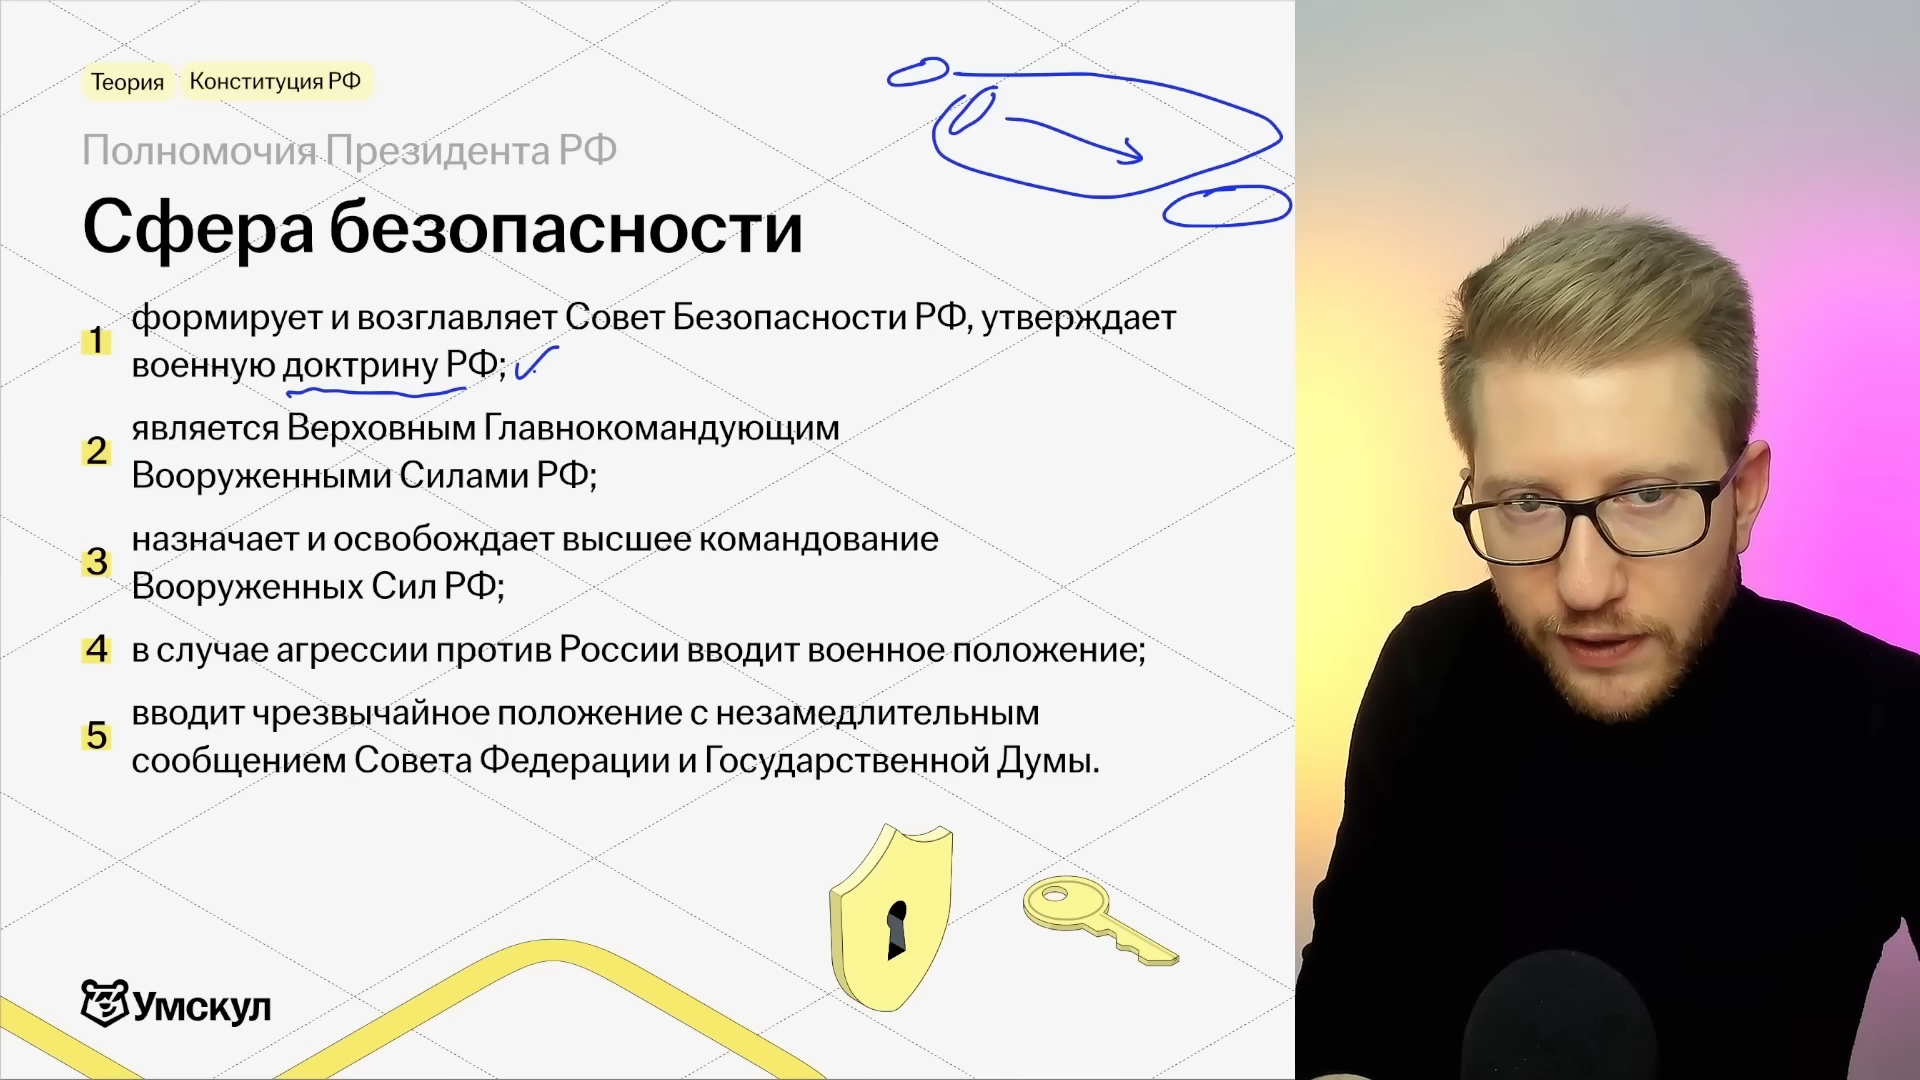 Теория Конституция РФ
Полномочия Президента РФ
Сфера безопасности
1 формирует и возглавляет Совет Безопасности РФ, утверждает
военную доктрину РФ;
2 является Верховным Главнокомандующим
Вооруженными Силами РФ;
3 назначает и освобождает высшее командование
Вооруженных Сил РФ;
4 в случае агрессии против России вводит военное положение;
5 вводит чрезвычайное положение с незамедлительным
сообщением Совета Федерации и Государственной Думы.
Умскул